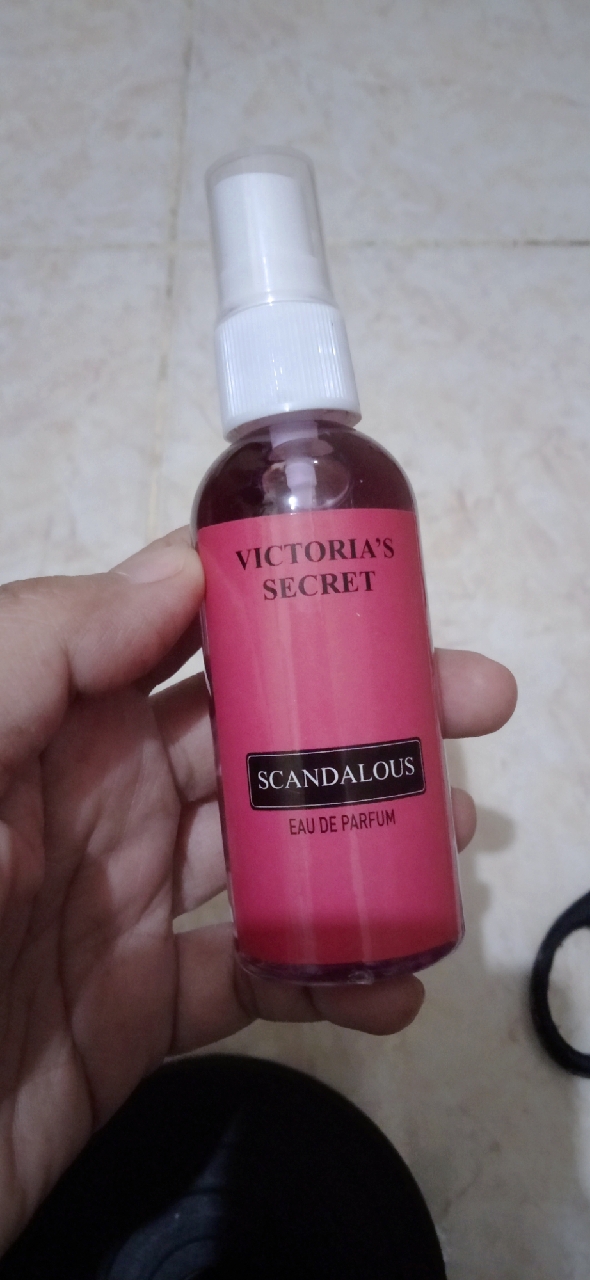 VICTORIA'S
SECRET
SCANDALOUS
EAU DE PARFUM